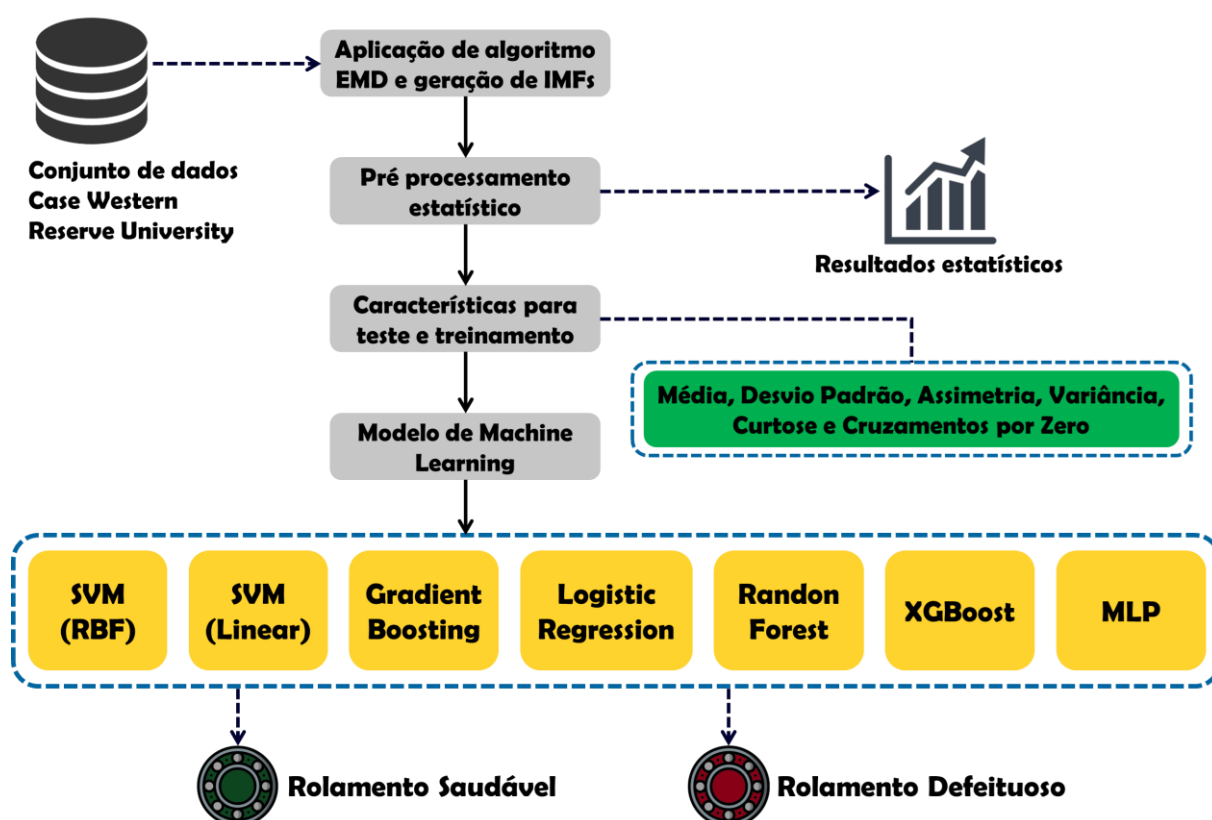 Aplicação de algoritmo
EMD e geração de IMFs
Conjunto de dados
Case Western
Reserve University
Pré processamento
estatístico
Resultados estatísticos
Características para
teste e treinamento
Média, Desvio Padrão, Assimetria, Variância,
Curtose e Cruzamentos por Zero
Modelo de Machine
Learning
SVM
(RBF)
SVM
(Linear)
Gradient
Boosting
Logistic
Regression
Randon
Forest
XGBoost
MLP
Rolamento Saudável
Rolamento Defeituoso